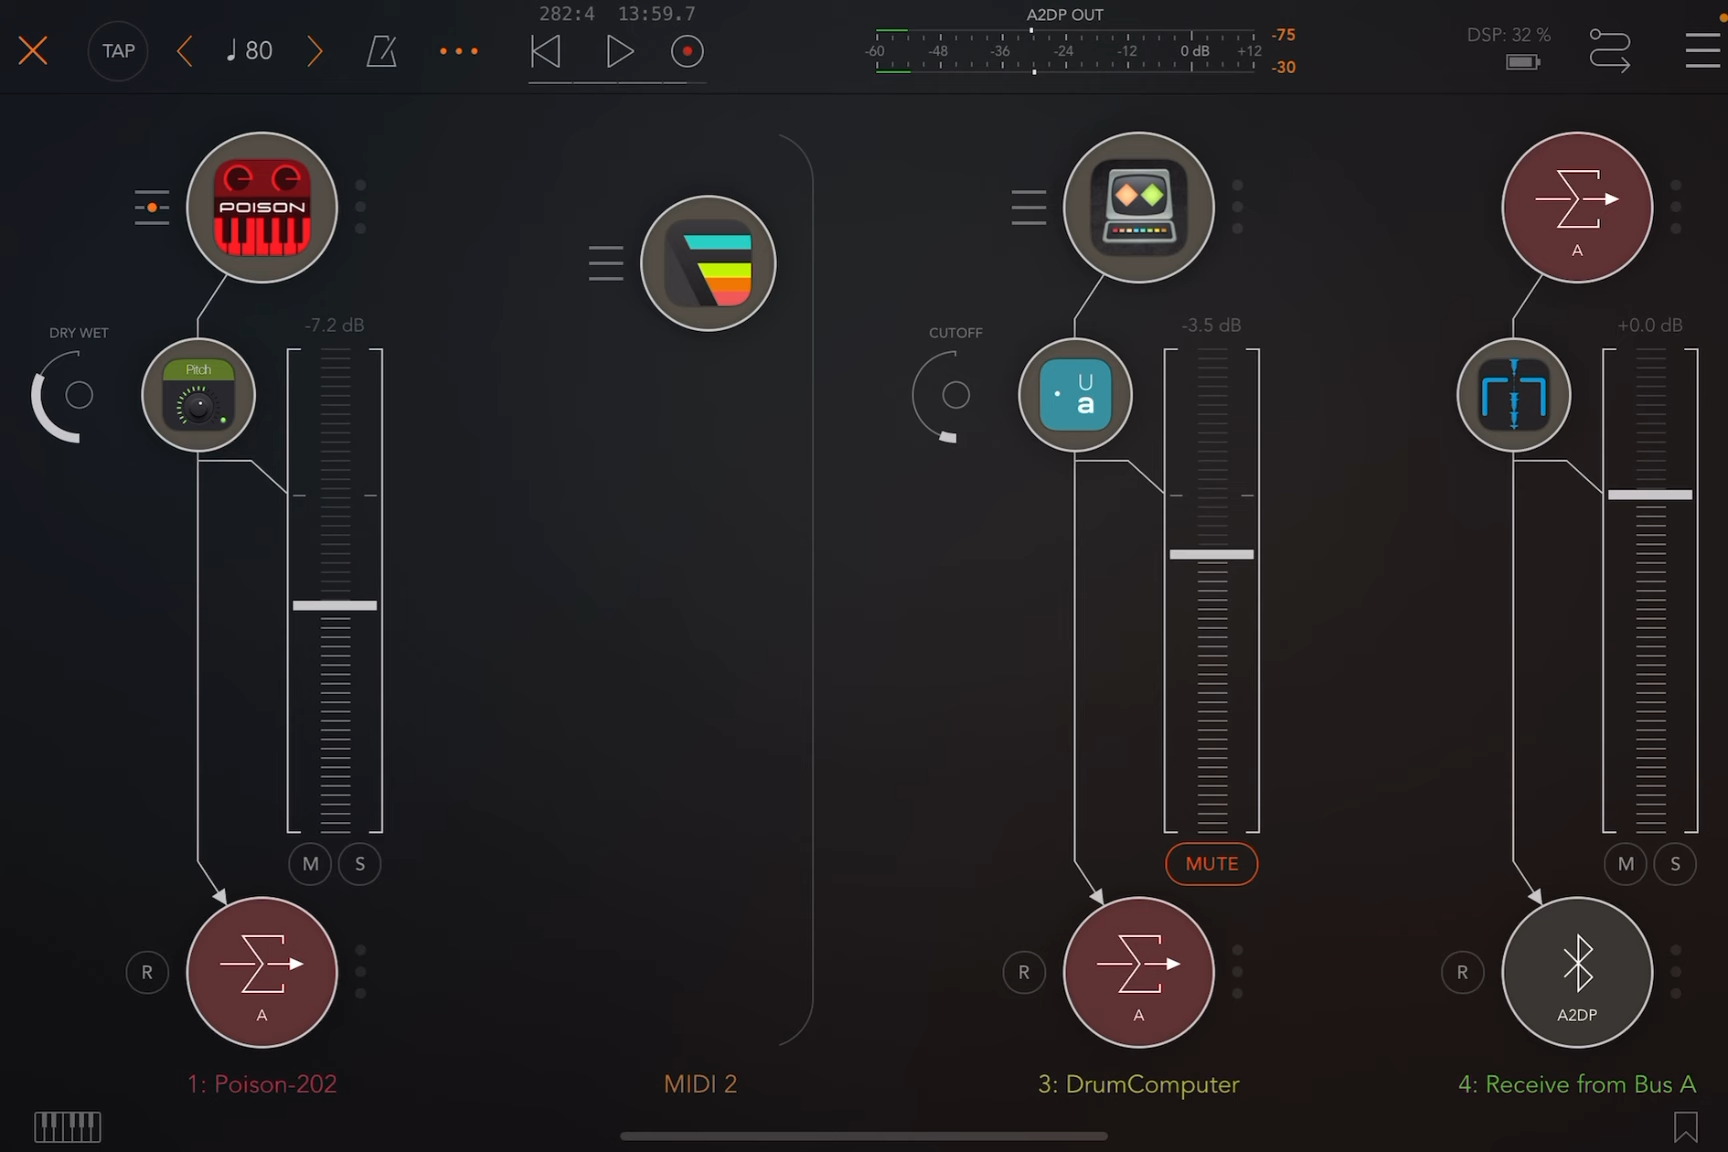 282:4 13:59.7
A2DP OUT
-75
DSP: 32 %
TAP
♩80
-60 -48 -36 -24 -12 0 dB +12
-30
POISON
A
-7.2 dB
-3.5 dB
+0.0 dB
DRY WET
CUTOFF
Pitch
U
a
M S
MUTE
M S
R
R
R
A
A
A2DP
1: Poison-202
MIDI 2
3: DrumComputer
4: Receive from Bus A